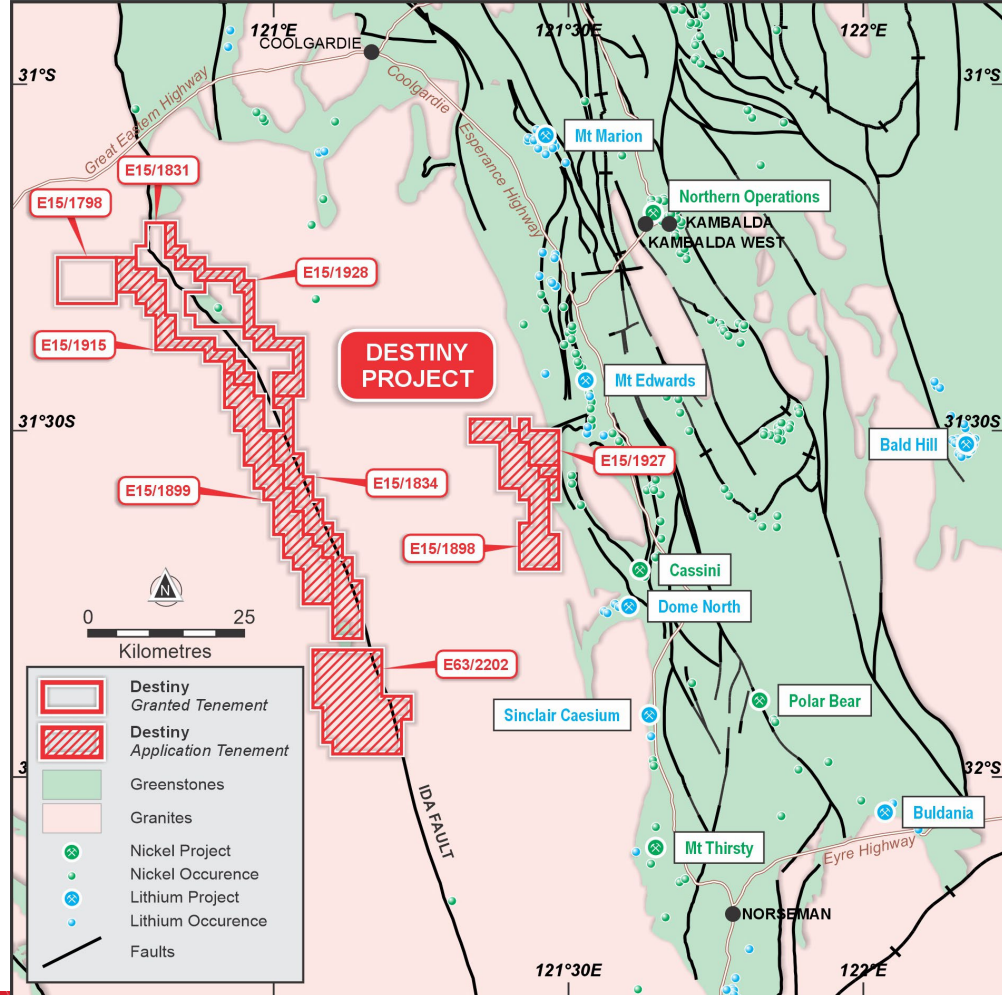 121°E
121°30E
122°E
COOLGARDIE
31°S
31°S
Great Eastern Highway
Coolgardie Esperance Highway
Mt Marion
E15/1831
E15/1798
Northern Operations
KAMBALDA
KAMBALDA WEST
E15/1928
E15/1915
DESTINY
PROJECT
Mt Edwards
31°30S
31°30S
Bald Hill
E15/1927
E15/1834
E15/1899
E15/1898
Cassini
Dome North
N
0 25
Kilometres
E63/2202
Polar Bear
Sinclair Caesium
Destiny
Granted Tenement
Destiny
Application Tenement
Greenstones
Granites
Nickel Project
Nickel Occurence
Lithium Project
Lithium Occurence
Faults
3
32°S
IDA FAULT
Buldania
Mt Thirsty
Eyre Highway
NORSEMAN
121°30E
122°E